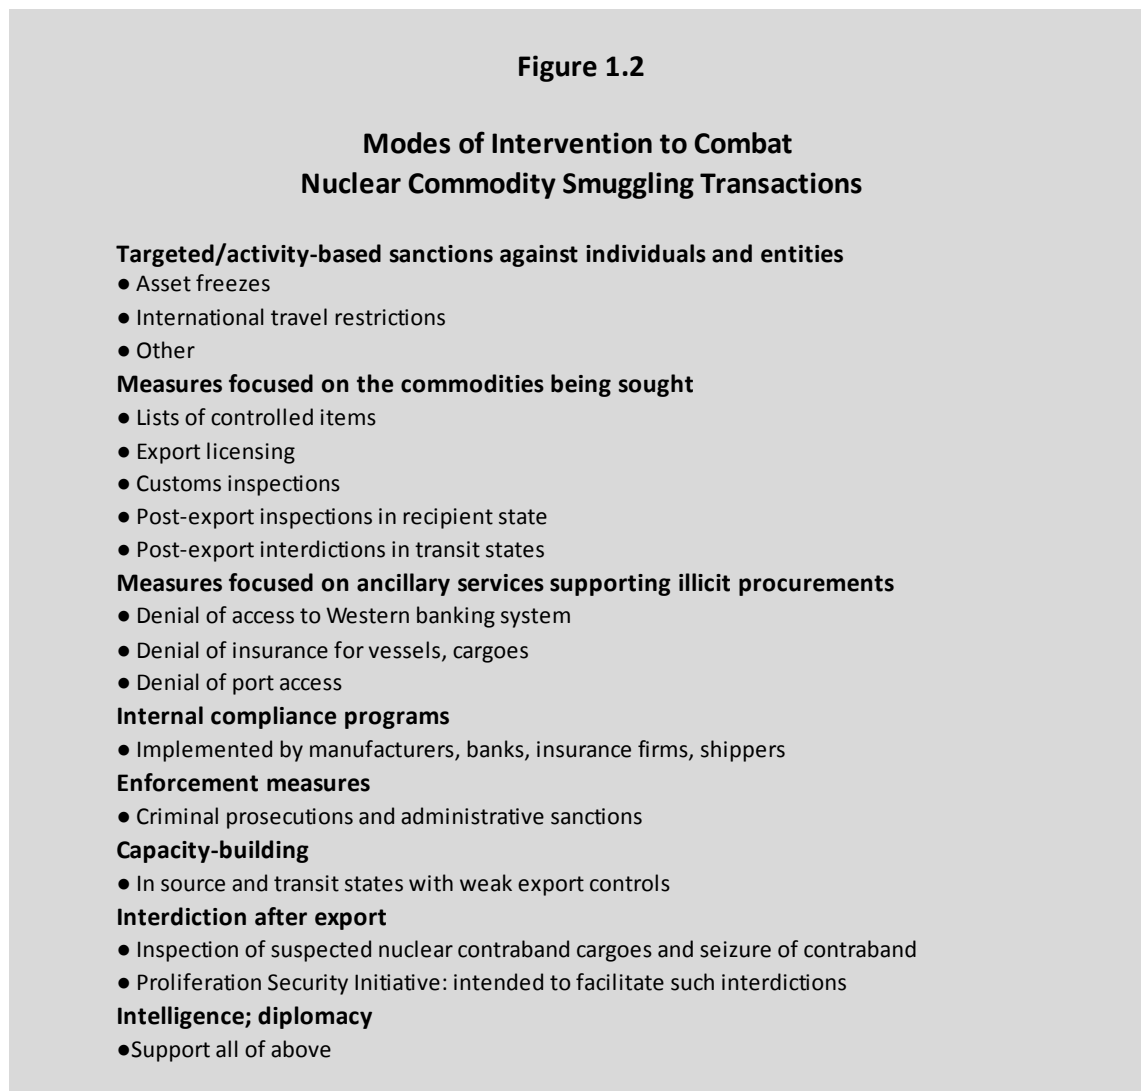 Figure 1.2
Modes of Intervention to Combat
Nuclear Commodity Smuggling Transactions
Targeted/activity-based sanctions against individuals and entities
● Asset freezes
● International travel restrictions
● Other
Measures focused on the commodities being sought
● Lists of controlled items
● Export licensing
● Customs inspections
● Post-export inspections in recipient state
● Post-export interdictions in transit states
Measures focused on ancillary services supporting illicit procurements
● Denial of access to Western banking system
● Denial of insurance for vessels, cargoes
● Denial of port access
Internal compliance programs
● Implemented by manufacturers, banks, insurance firms, shippers
Enforcement measures
● Criminal prosecutions and administrative sanctions
Capacity-building
● In source and transit states with weak export controls
Interdiction after export
● Inspection of suspected nuclear contraband cargoes and seizure of contraband
● Proliferation Security Initiative: intended to facilitate such interdictions
Intelligence; diplomacy
●Support all of above